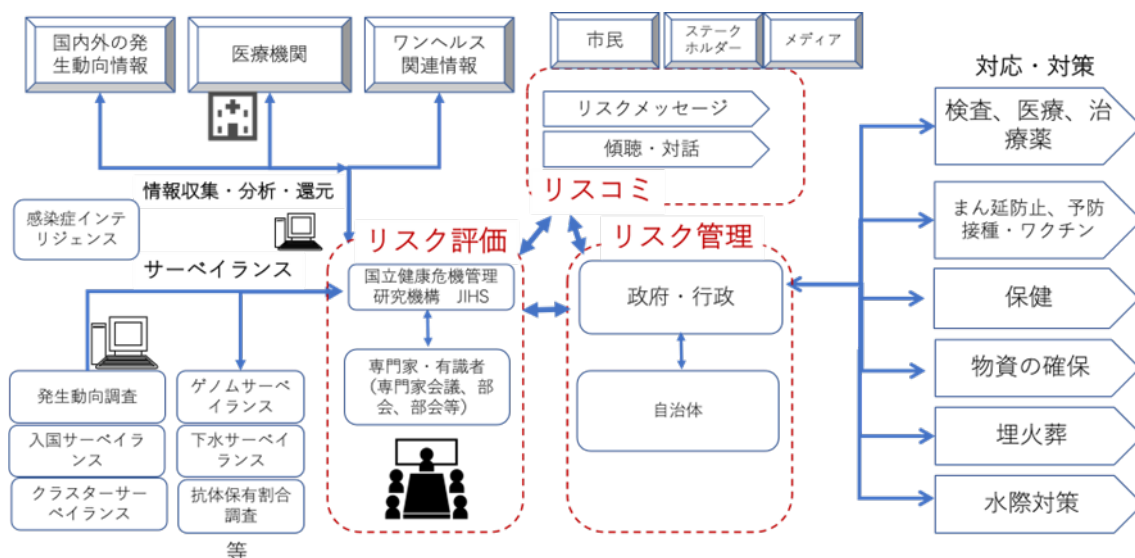 国内外の発
生動向情報
医療機関
ワンヘルス
関連情報
市民
ステーク
ホルダー
メディア
対応・対策
リスクメッセージ
傾聴・対話
リスコミ
検査、医療、治
療薬
情報収集・分析・還元
感染症インテ
リジェンス
サーベイランス
リスク評価
リスク管理
国立健康危機管理
研究機構 JIHS
政府・行政
まん延防止、予防
接種・ワクチン
保健
専門家・有識者
（専門家会議、部
会、部会等）
自治体
物資の確保
発生動向調査
ゲノムサーベ
イランス
入国サーベイラ
ンス
下水サーベイ
ランス
埋火葬
クラスターサー
ベイランス
抗体保有割合
調査
水際対策
等